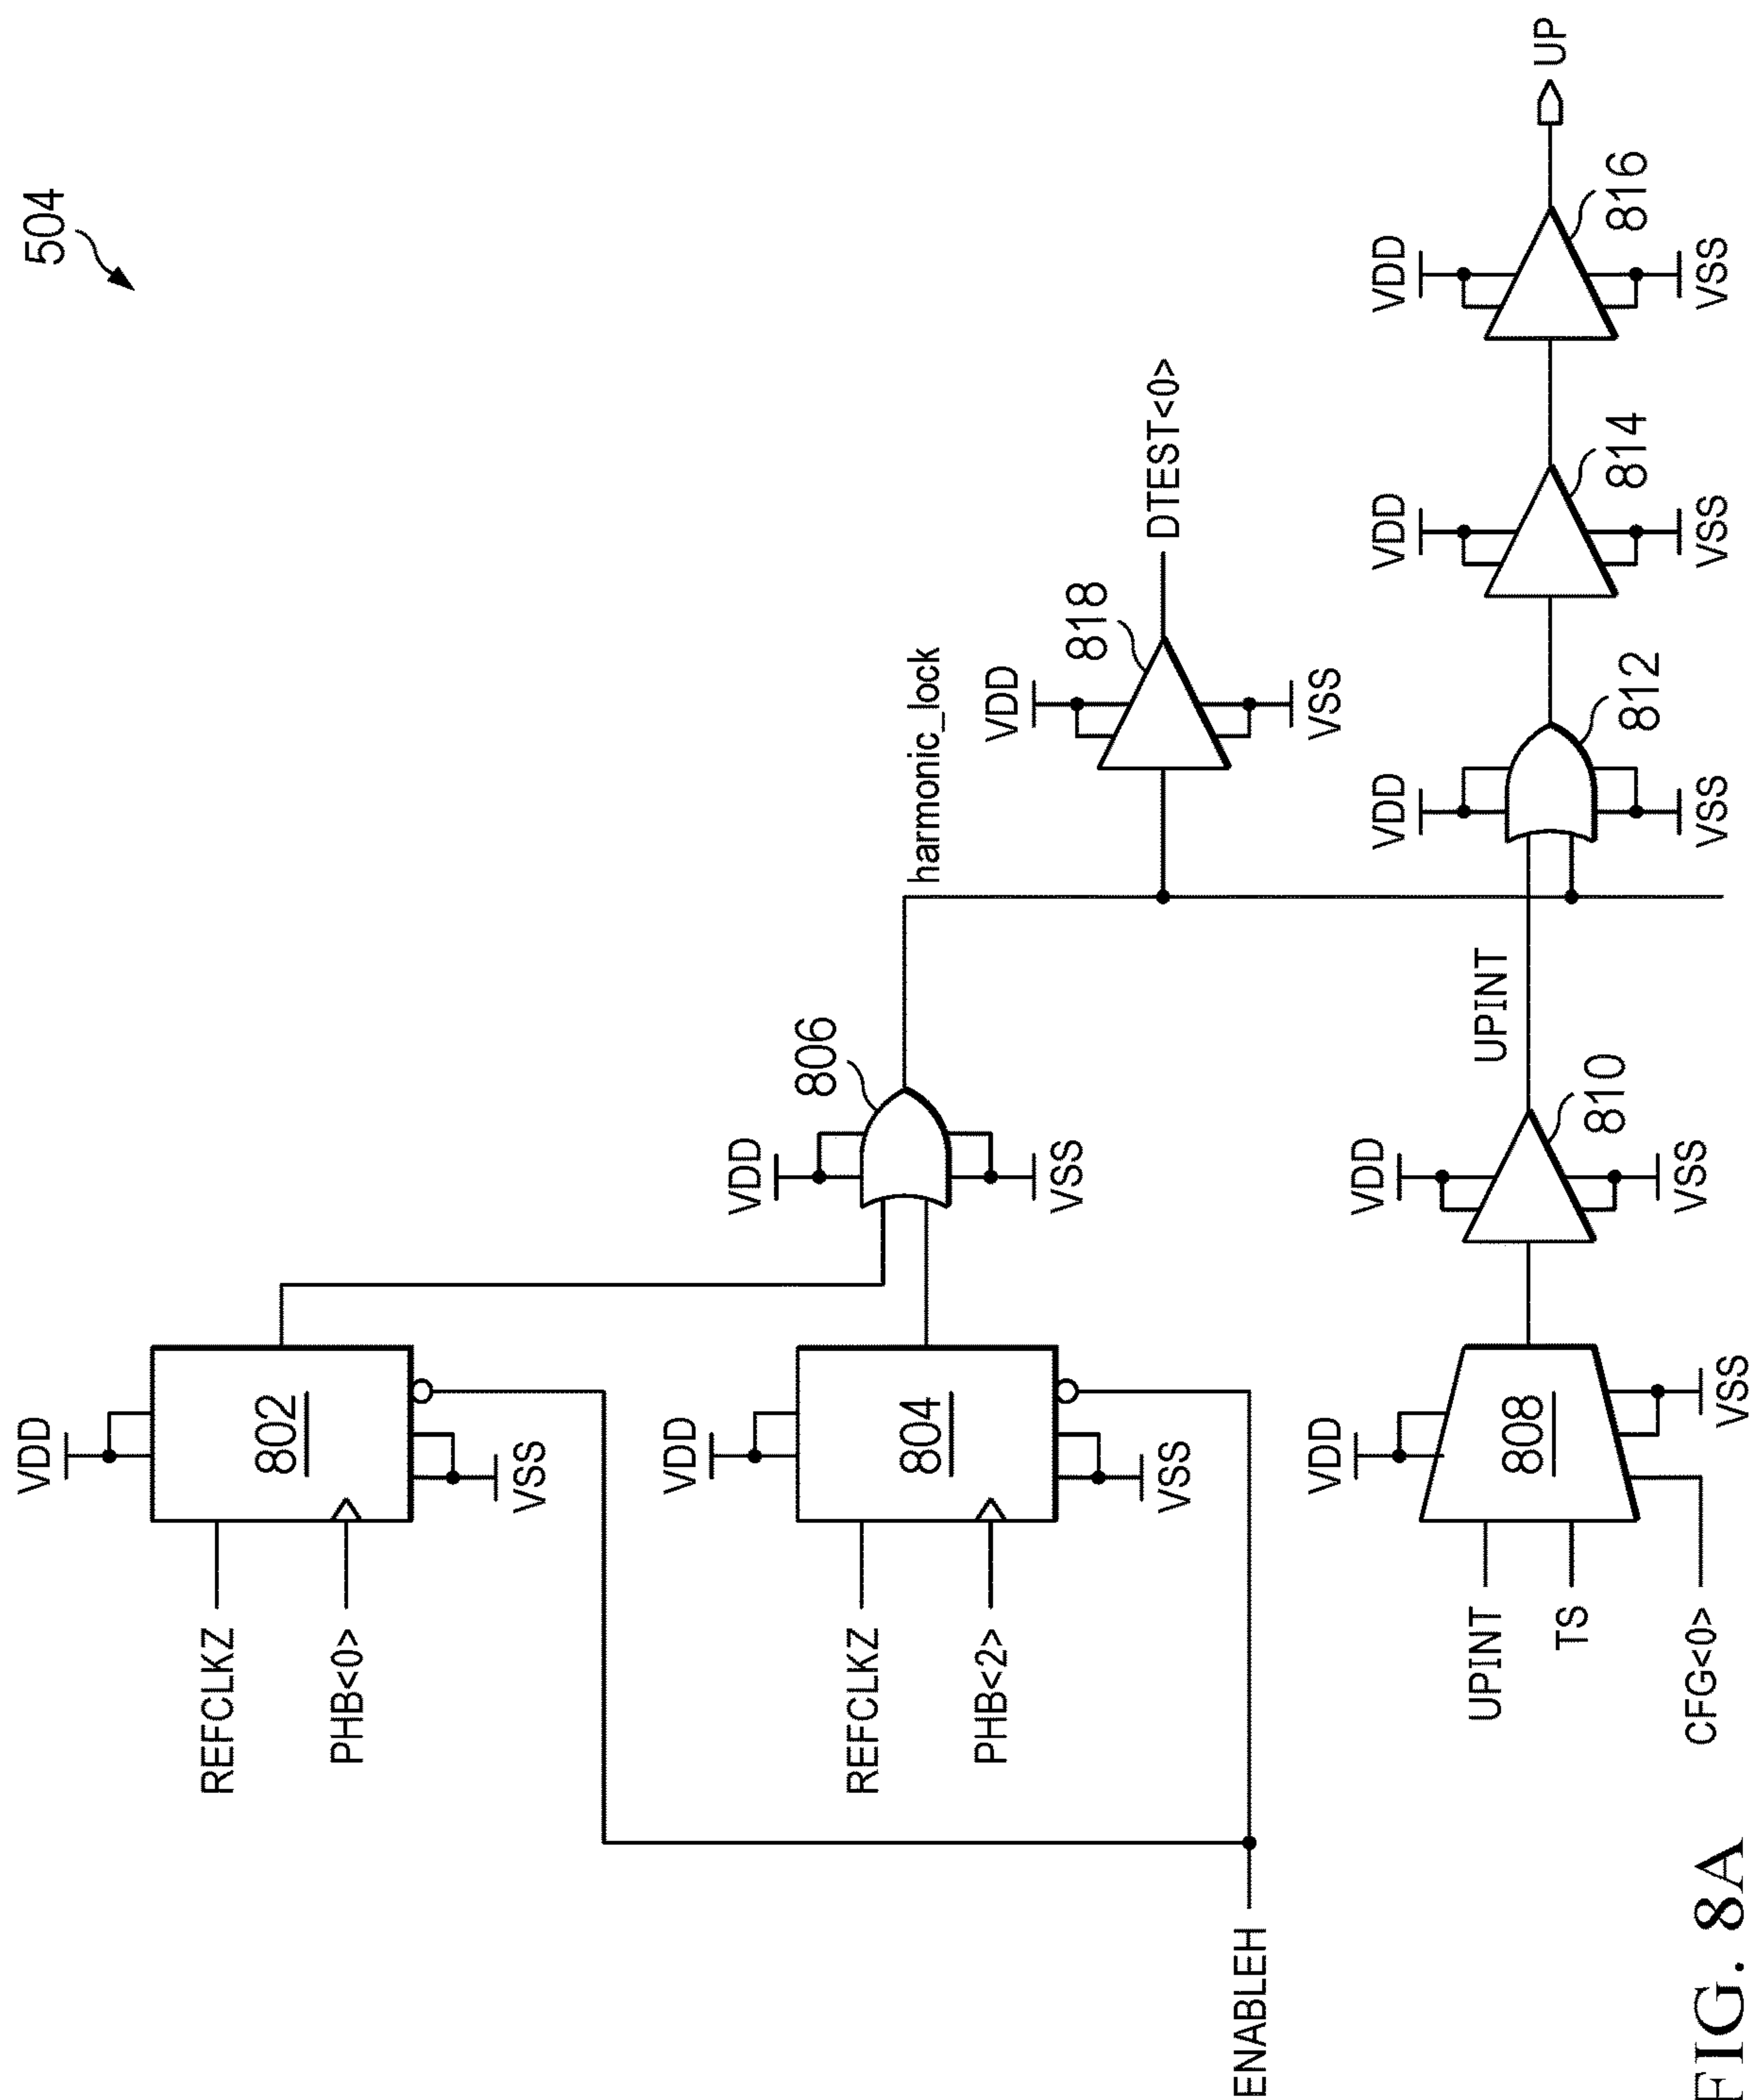 504
VDD
802
REFCLKZ
PHB<0>
VSS
VDD
804
REFCLKZ
PHB<2>
VSS
ENABLEH
VDD
806
VSS
harmonic_lock
VDD
818
VSS
DTEST<0>
VDD
808
UPINT
TS
CFG<0>
VSS
VDD
810
VSS
UPINT
VDD
812
VSS
VDD
814
VSS
VDD
816
VSS
UP
FIG. 8A